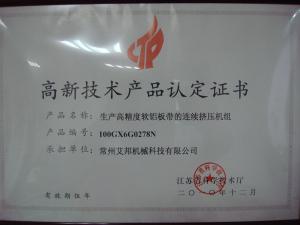 高新技术产品认定证书
产品名称：生产高精度软铝板带的连续挤压机组
产品编号：100GX6G0278N
承担单位：常州艾邦机械科技有限公司
江苏省科学技术厅
有效期伍年
二〇一〇年十二月